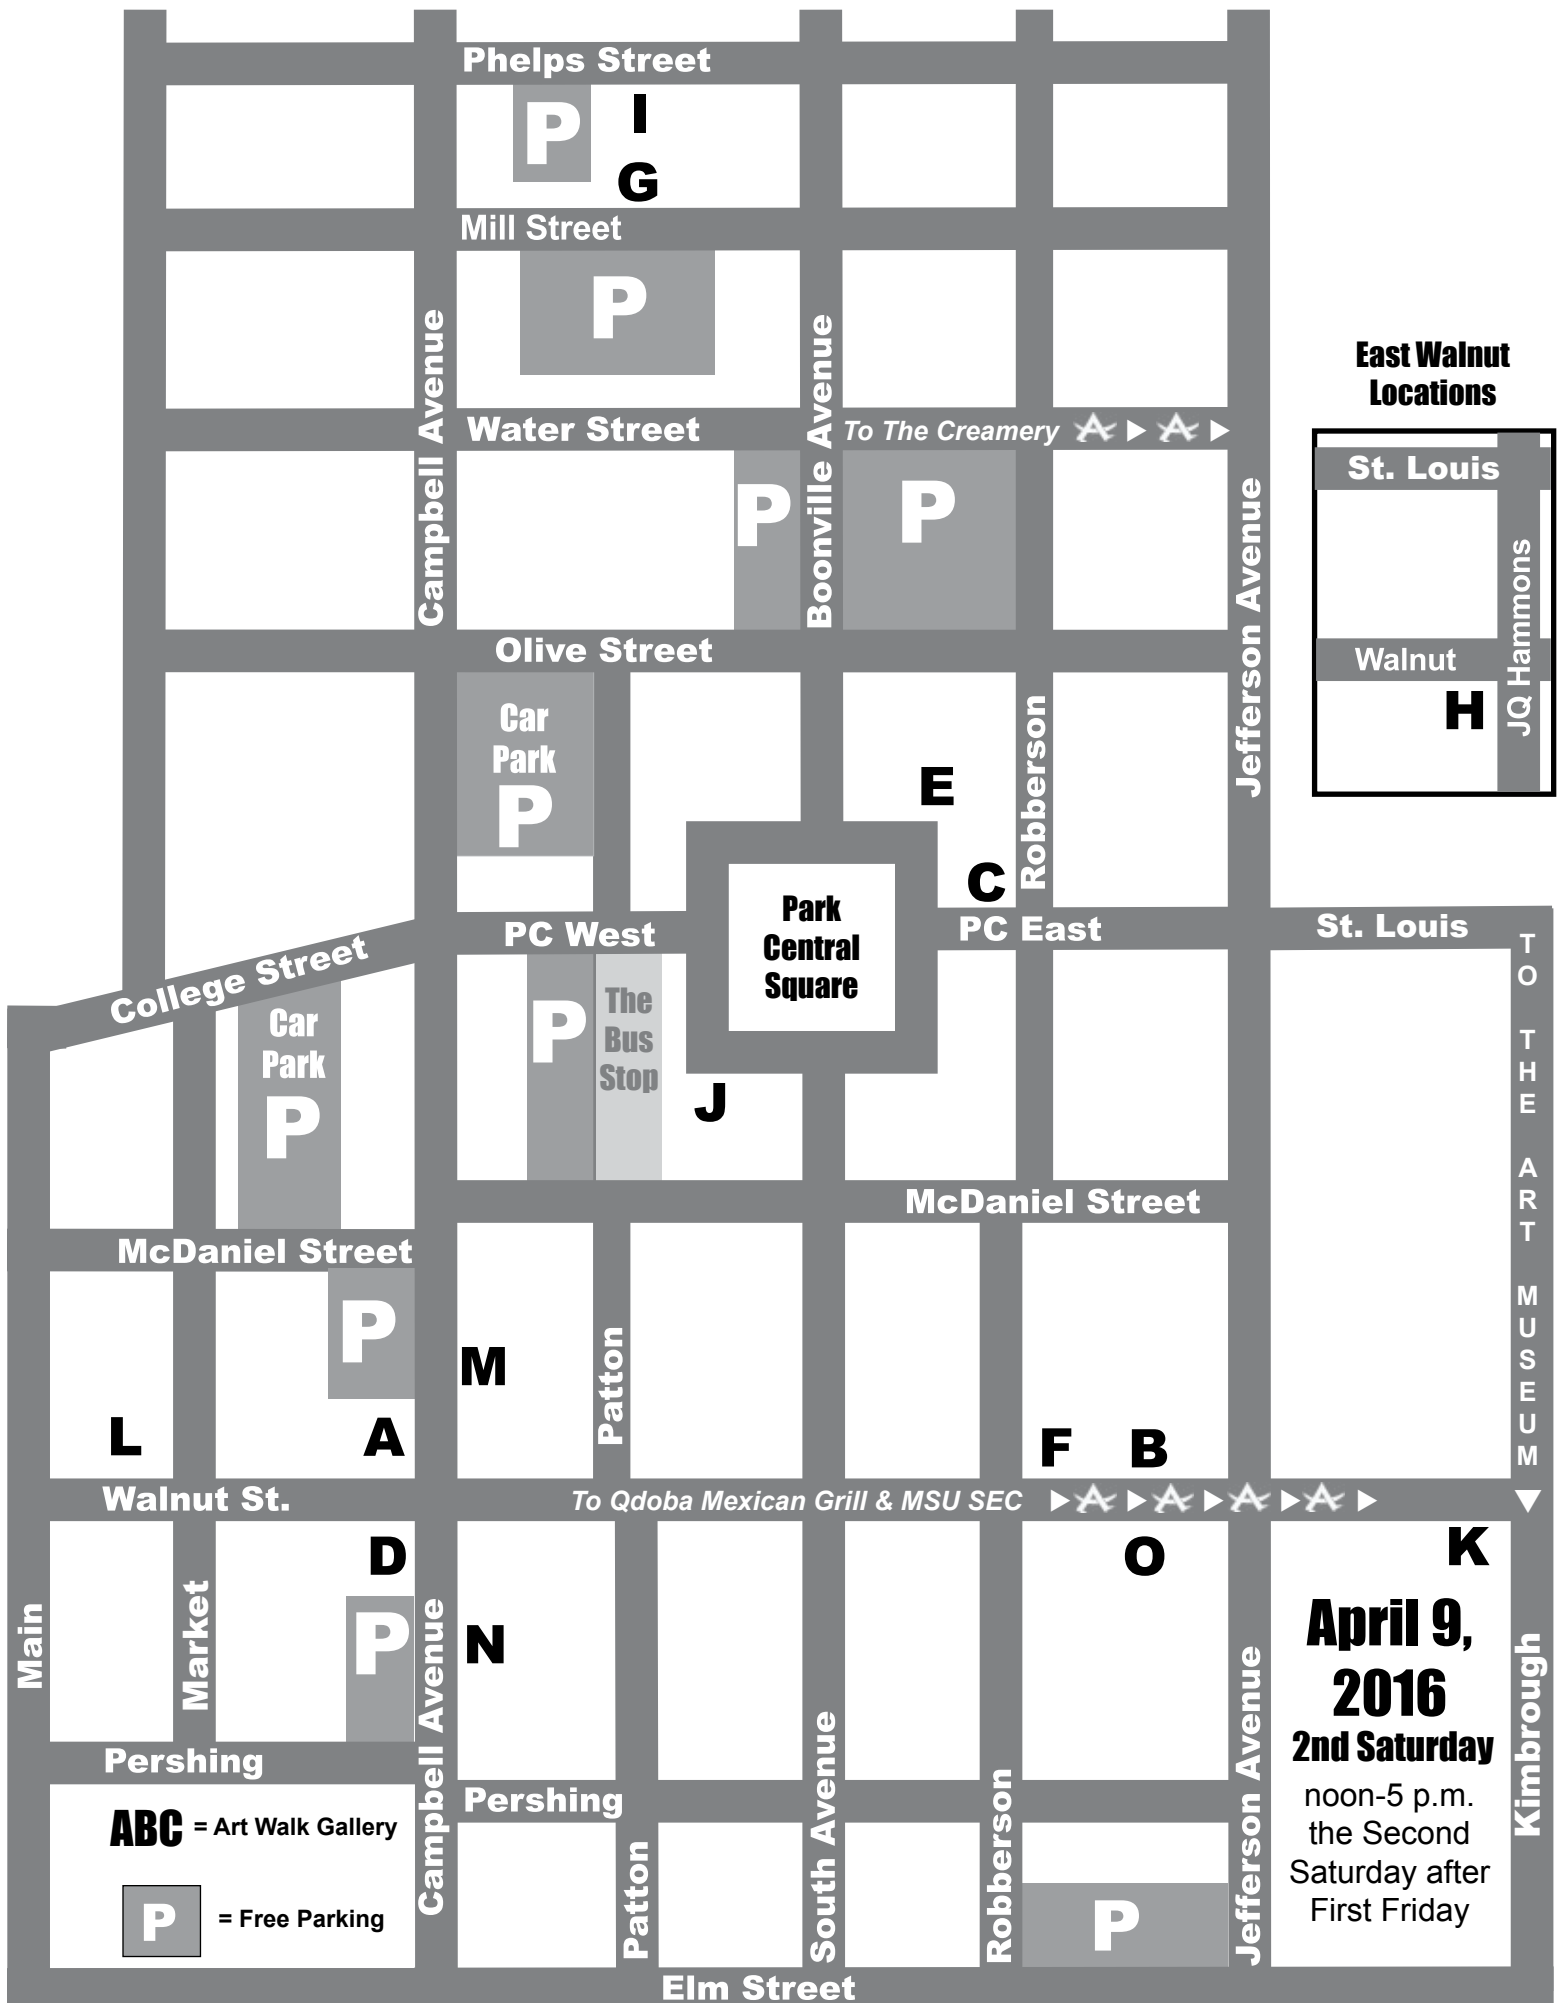 Phelps Street
P
I
G
Mill Street
P
Campbell Avenue
Boonville Avenue
Water Street
To The Creamery
P
P
Jefferson Avenue
East Walnut
Locations
St. Louis
Walnut
JQ Hammons
H
Olive Street
Car
Park
P
E
Robberson
C
Park
Central
Square
PC West
PC East
St. Louis
College Street
Car
Park
P
P
The
Bus
Stop
J
TO THE ART MUSEUM
McDaniel Street
McDaniel Street
P
M
Patton
L
A
F
B
Walnut St.
To Qdoba Mexican Grill & MSU SEC
D
O
K
P
N
Main
Market
Campbell Avenue
April 9,
2016
2nd Saturday
noon-5 p.m.
the Second
Saturday after
First Friday
Kimbrough
Pershing
Pershing
ABC = Art Walk Gallery
P = Free Parking
Patton
South Avenue
Robberson
Jefferson Avenue
P
Elm Street